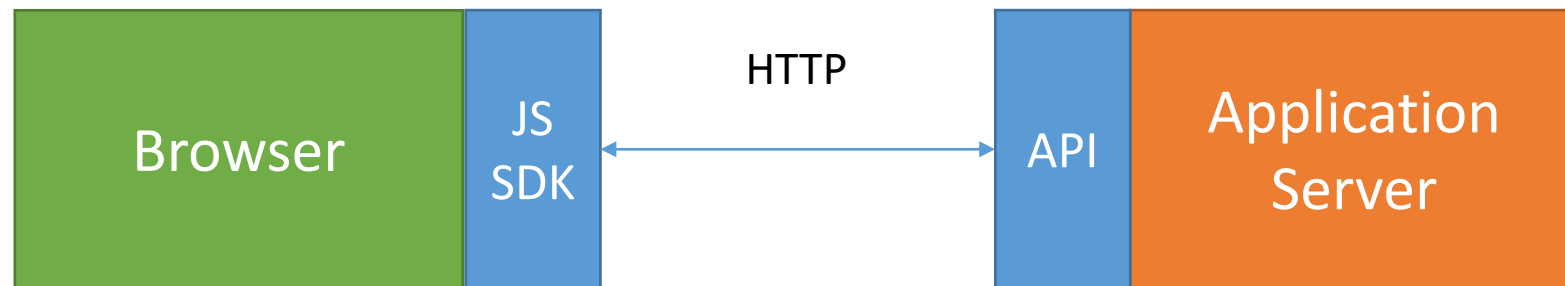 Browser
JS
SDK
HTTP
API
Application
Server